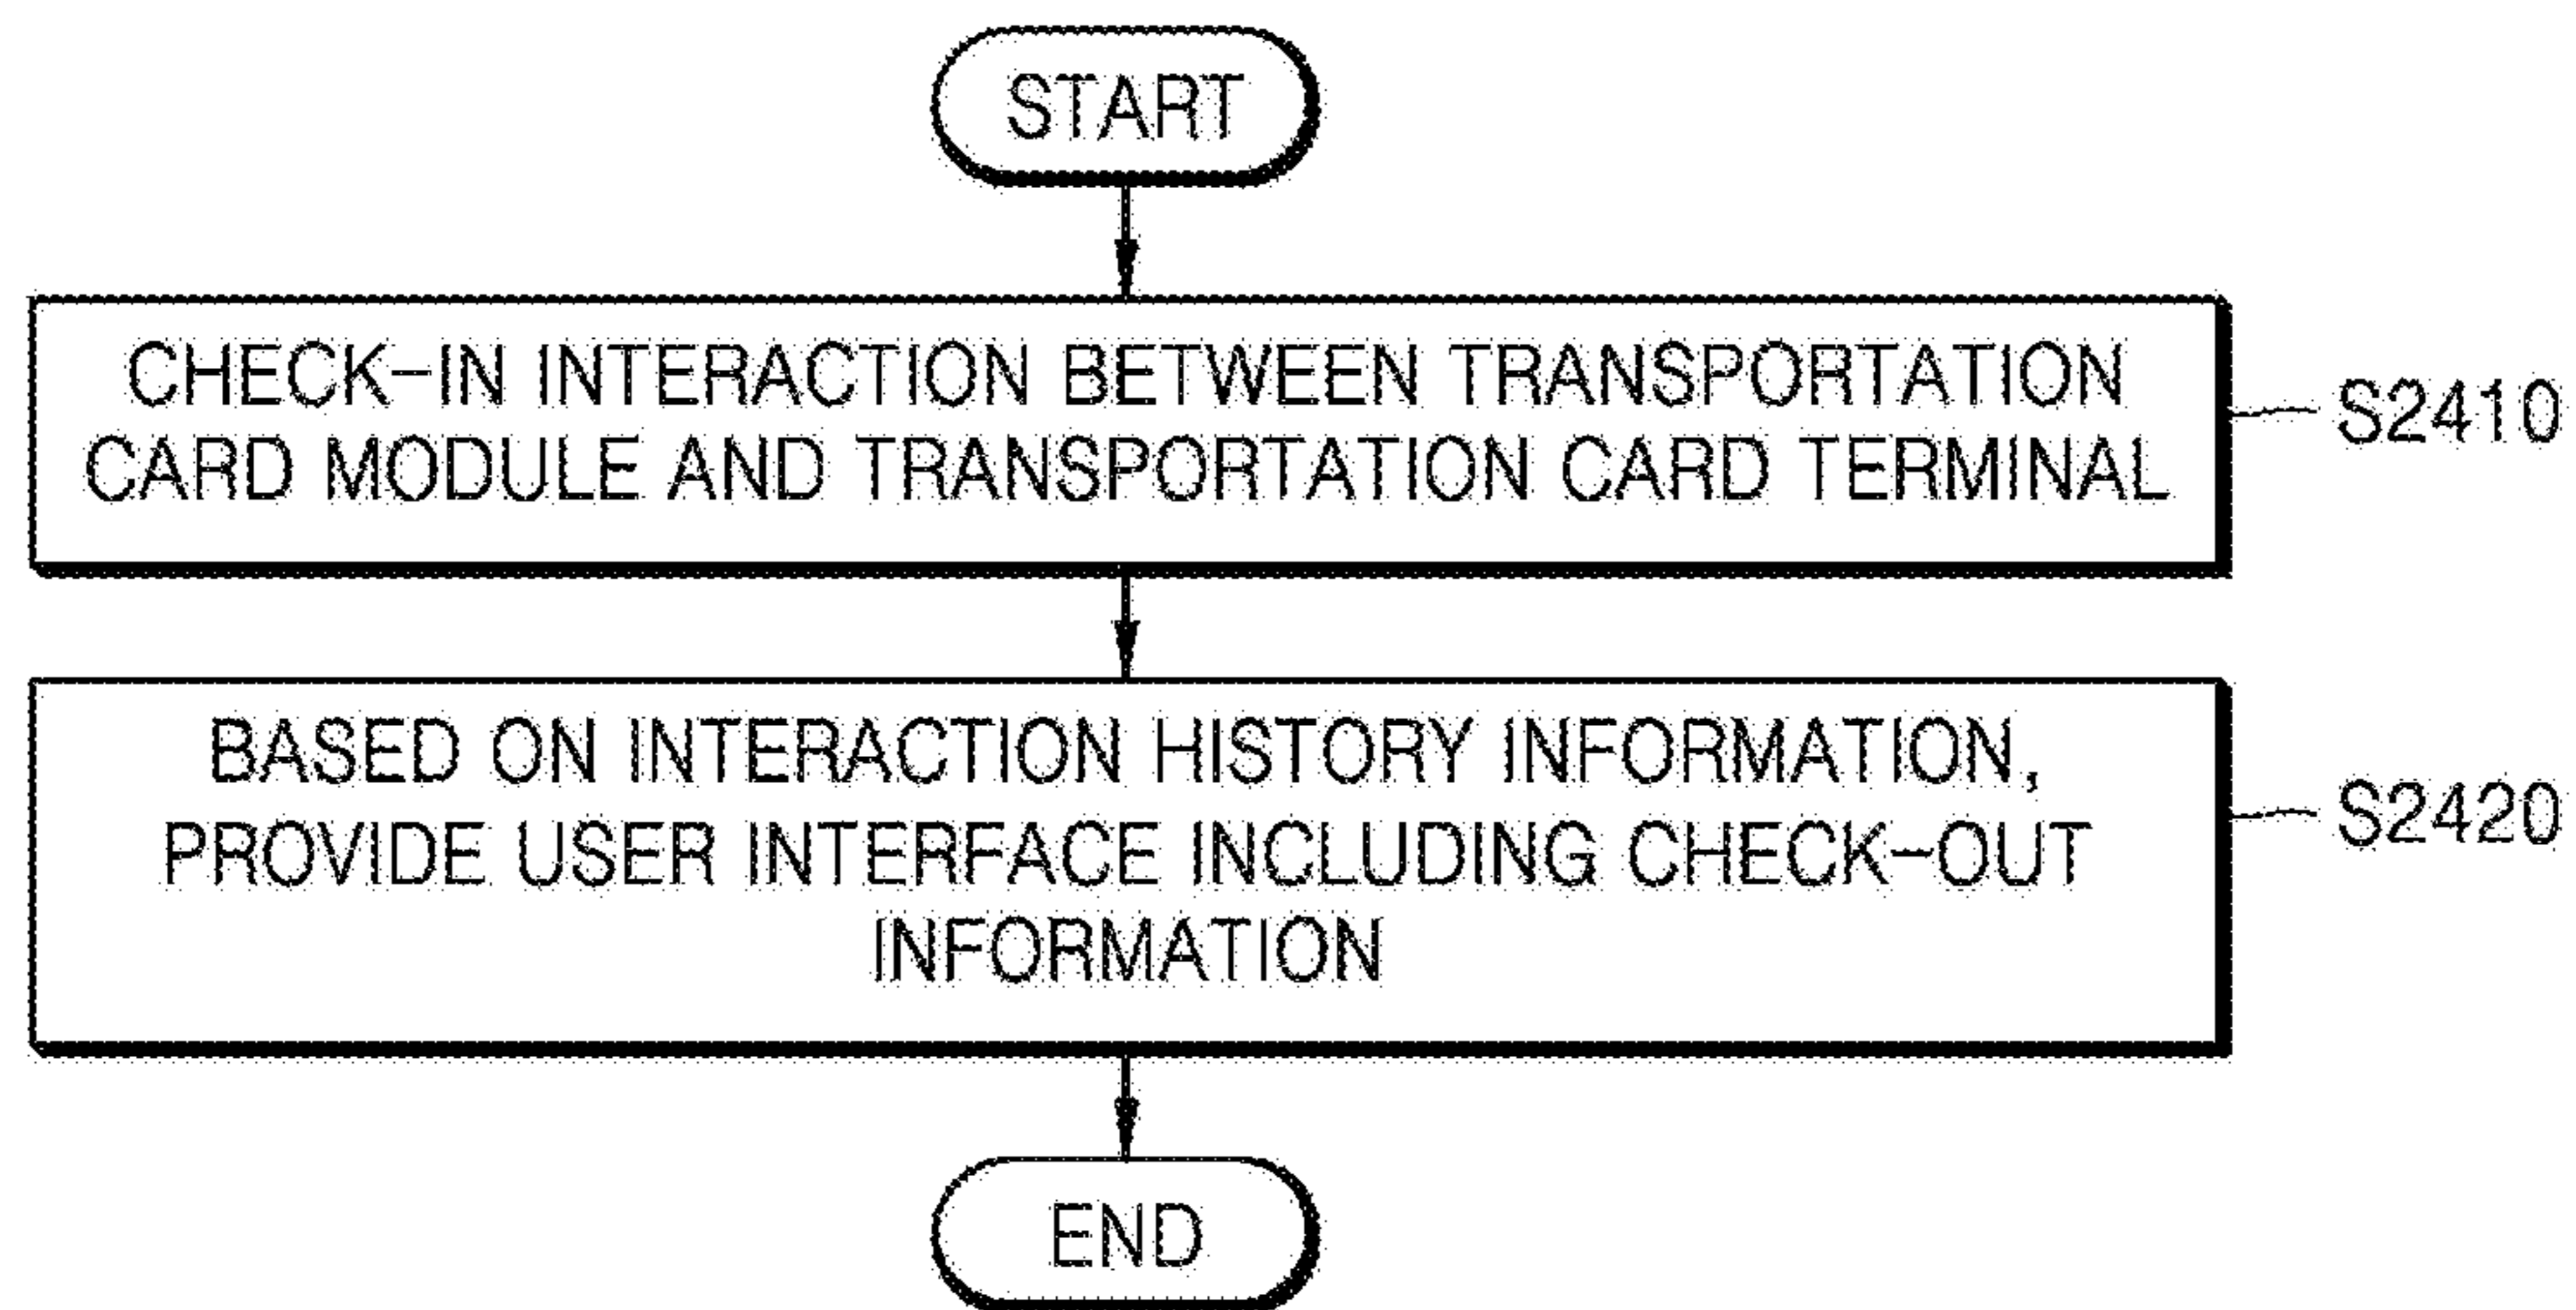 START
CHECK-IN INTERACTION BETWEEN TRANSPORTATION
CARD MODULE AND TRANSPORTATION CARD TERMINAL
S2410
BASED ON INTERACTION HISTORY INFORMATION,
PROVIDE USER INTERFACE INCLUDING CHECK-OUT
INFORMATION
S2420
END